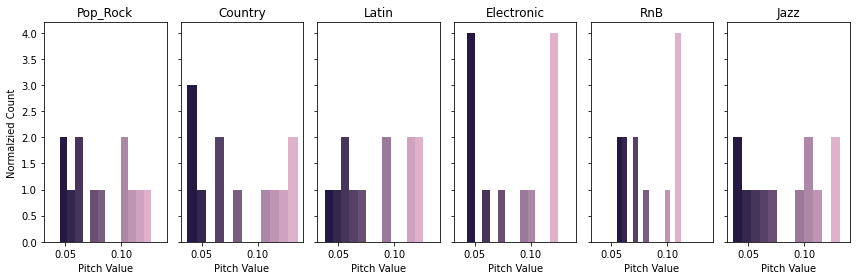 Pop_Rock Country Latin Electronic RnB Jazz
4.0
3.5
3.0
2.5
2.0
1.5
1.0
0.5
0.0
Normalzied Count
0.05 0.10 0.05 0.10 0.05 0.10 0.05 0.10 0.05 0.10 0.05 0.10
Pitch Value Pitch Value Pitch Value Pitch Value Pitch Value Pitch Value